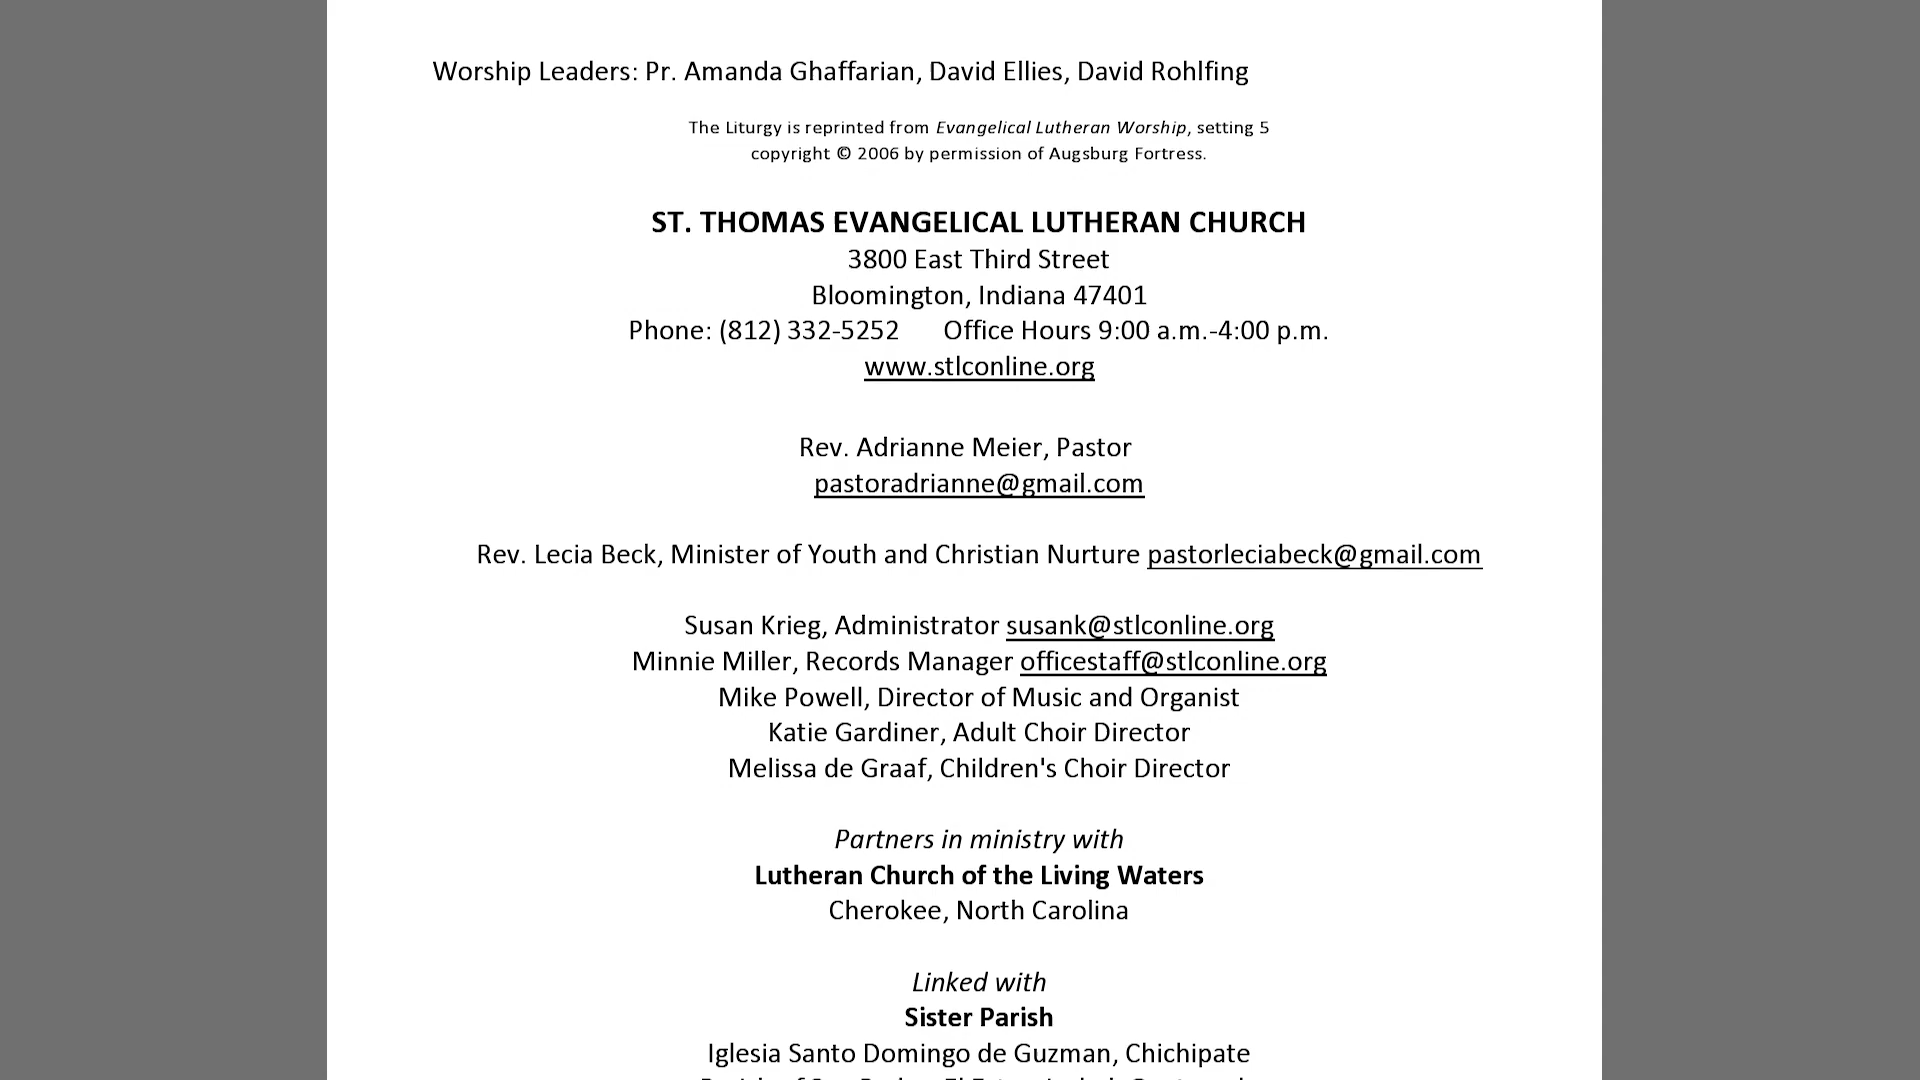 Worship Leaders: Pr. Amanda Ghaffarian, David Ellies, David Rohlfing
The Liturgy is reprinted from Evangelical Lutheran Worship, setting 5
copyright © 2006 by permission of Augsburg Fortress.
ST. THOMAS EVANGELICAL LUTHERAN CHURCH
3800 East Third Street
Bloomington, Indiana 47401
Phone: (812) 332-5252 Office Hours 9:00 a.m.-4:00 p.m.
www.stlconline.org
Rev. Adrianne Meier, Pastor
pastoradrianne@gmail.com
Rev. Lecia Beck, Minister of Youth and Christian Nurture pastorleciabeck@gmail.com
Susan Krieg, Administrator susank@stlconline.org
Minnie Miller, Records Manager officestaff@stlconline.org
Mike Powell, Director of Music and Organist
Katie Gardiner, Adult Choir Director
Melissa de Graaf, Children's Choir Director
Partners in ministry with
Lutheran Church of the Living Waters
Cherokee, North Carolina
Linked with
Sister Parish
Iglesia Santo Domingo de Guzman, Chichipate